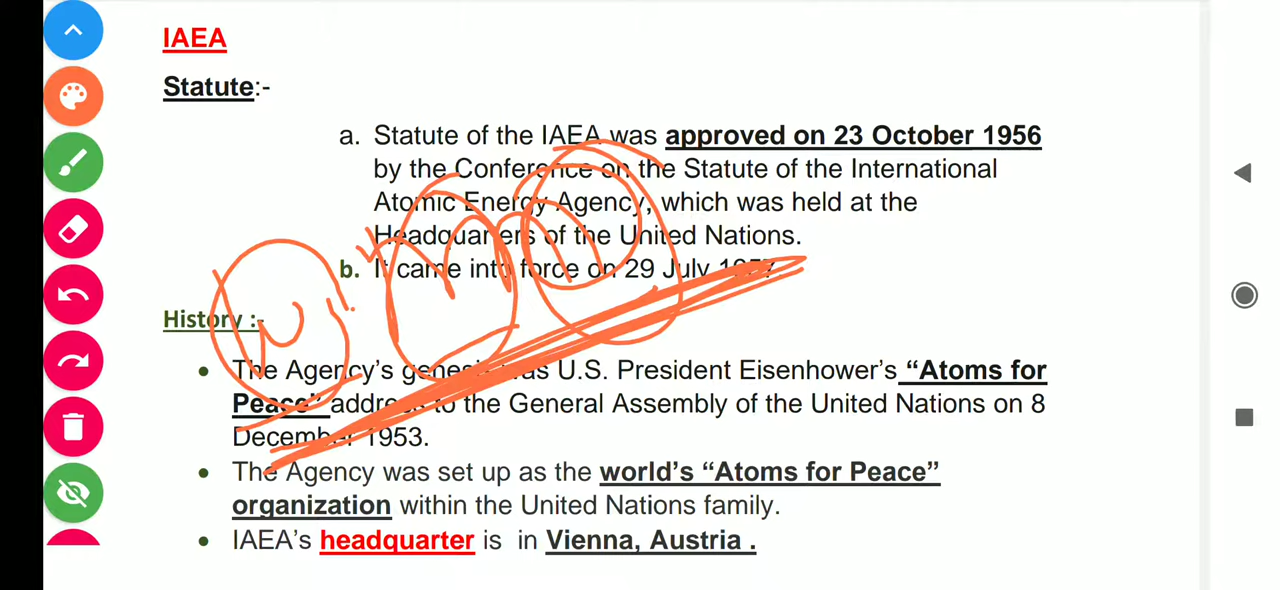 IAEA
Statute:-
a. Statute of the IAEA was approved on 23 October 1956
by the Conference on the Statute of the International
Atomic Energy Agency, which was held at the
Headquarters of the United Nations.
b. It came into force on 29 July 1957
History :-
• The Agency's genesis was U.S. President Eisenhower's “Atoms for
Peace” address to the General Assembly of the United Nations on 8
December 1953.
• The Agency was set up as the world's “Atoms for Peace”
organization within the United Nations family.
• IAEA's headquarter is in Vienna, Austria .